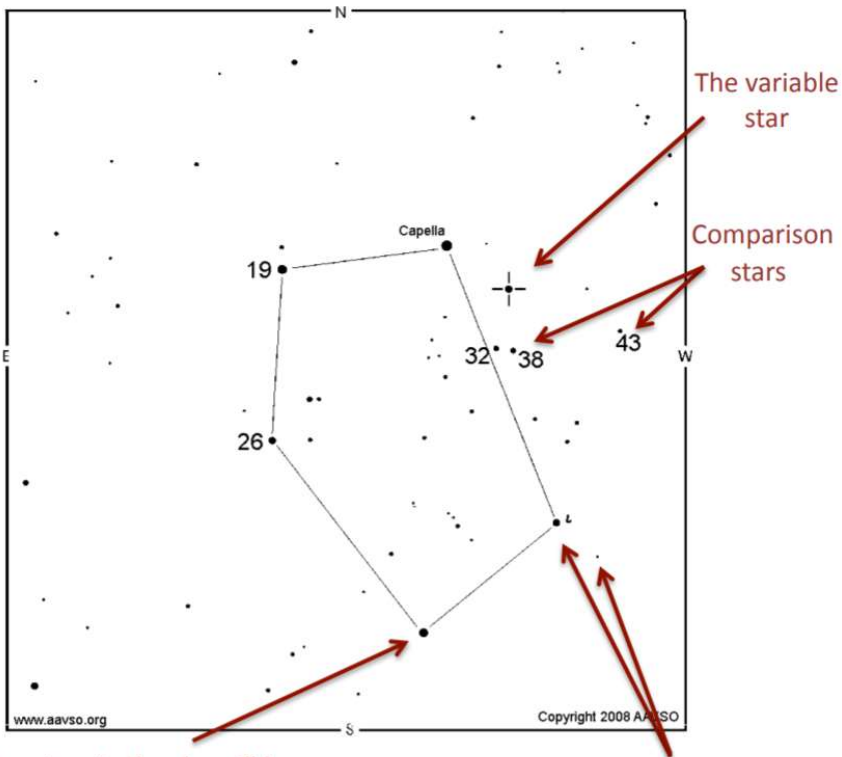 N
The variable
star
Capella
Comparison
stars
19
43
32
38
E
W
26
ι
www.aavso.org
Copyright 2008 AAVSO
S